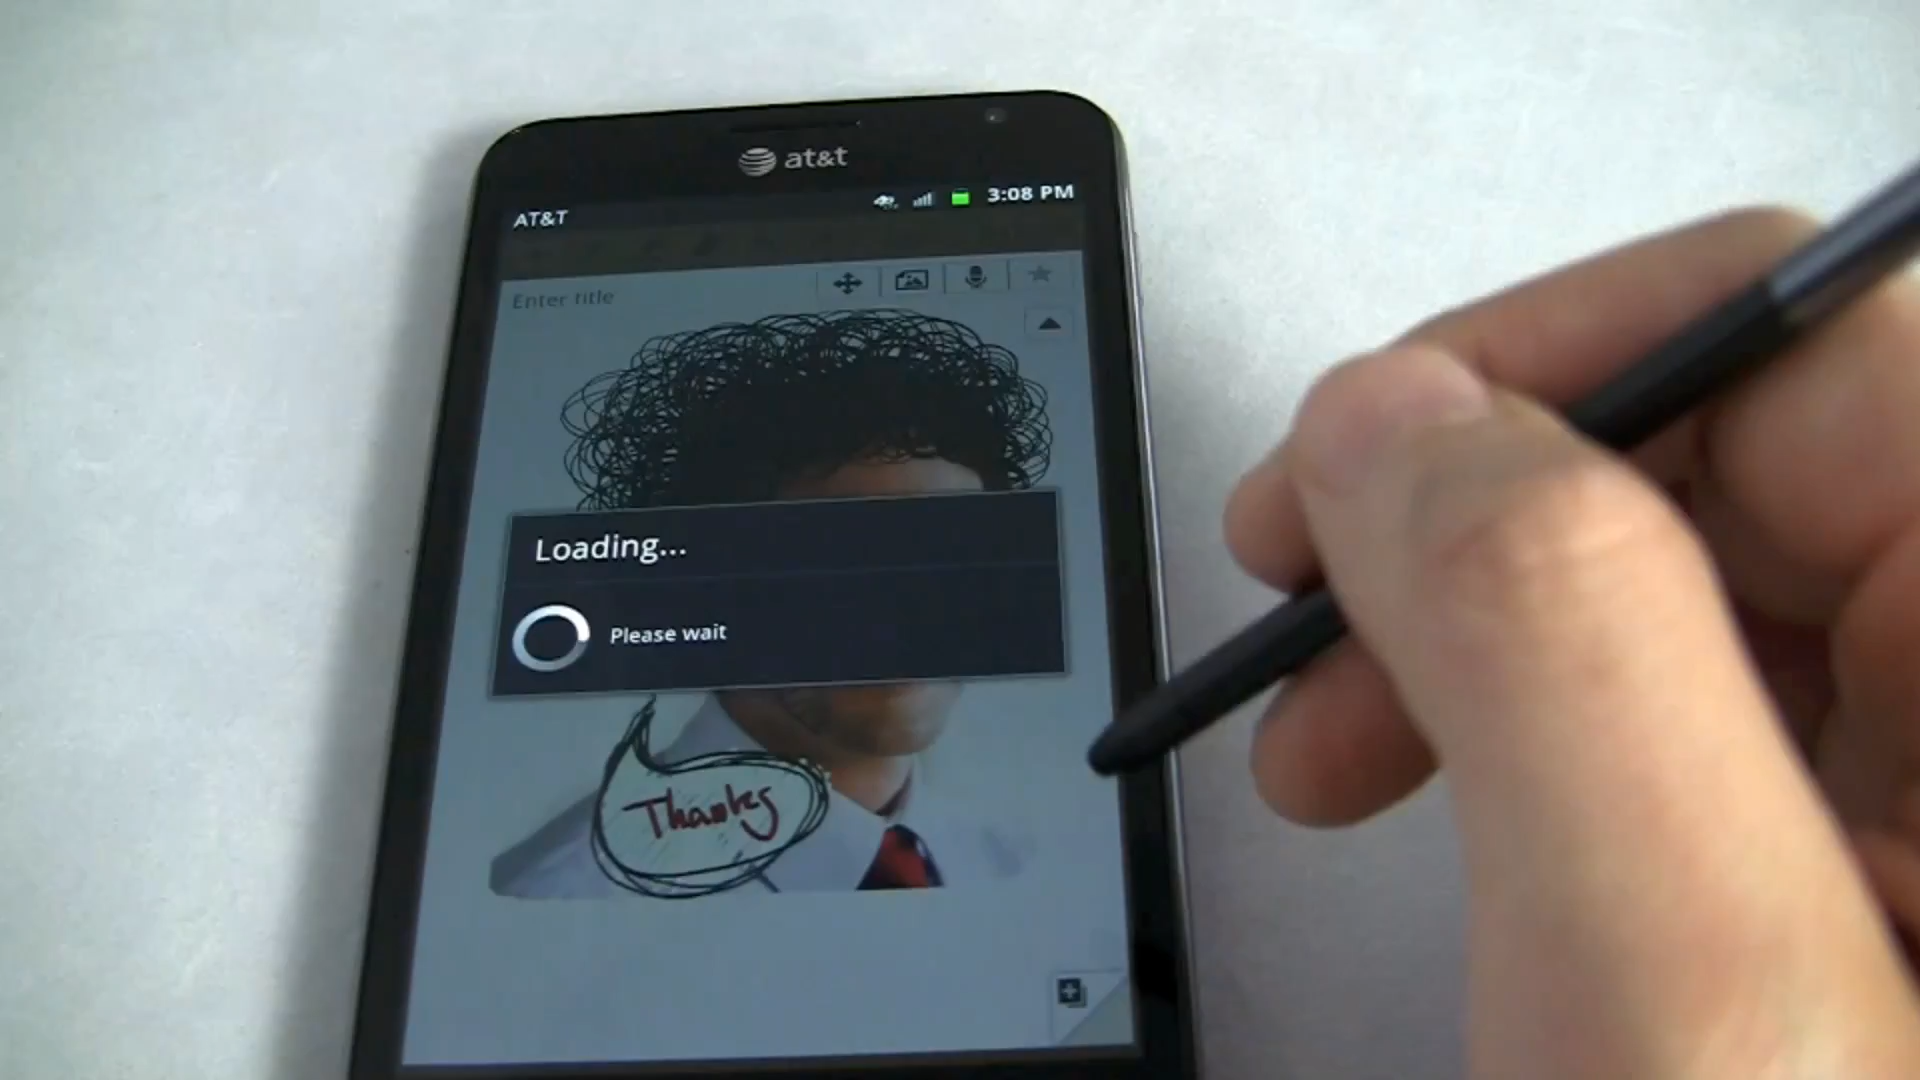 at&t
AT&T 3:08 PM
Enter title
Loading...
Please wait
Thanks